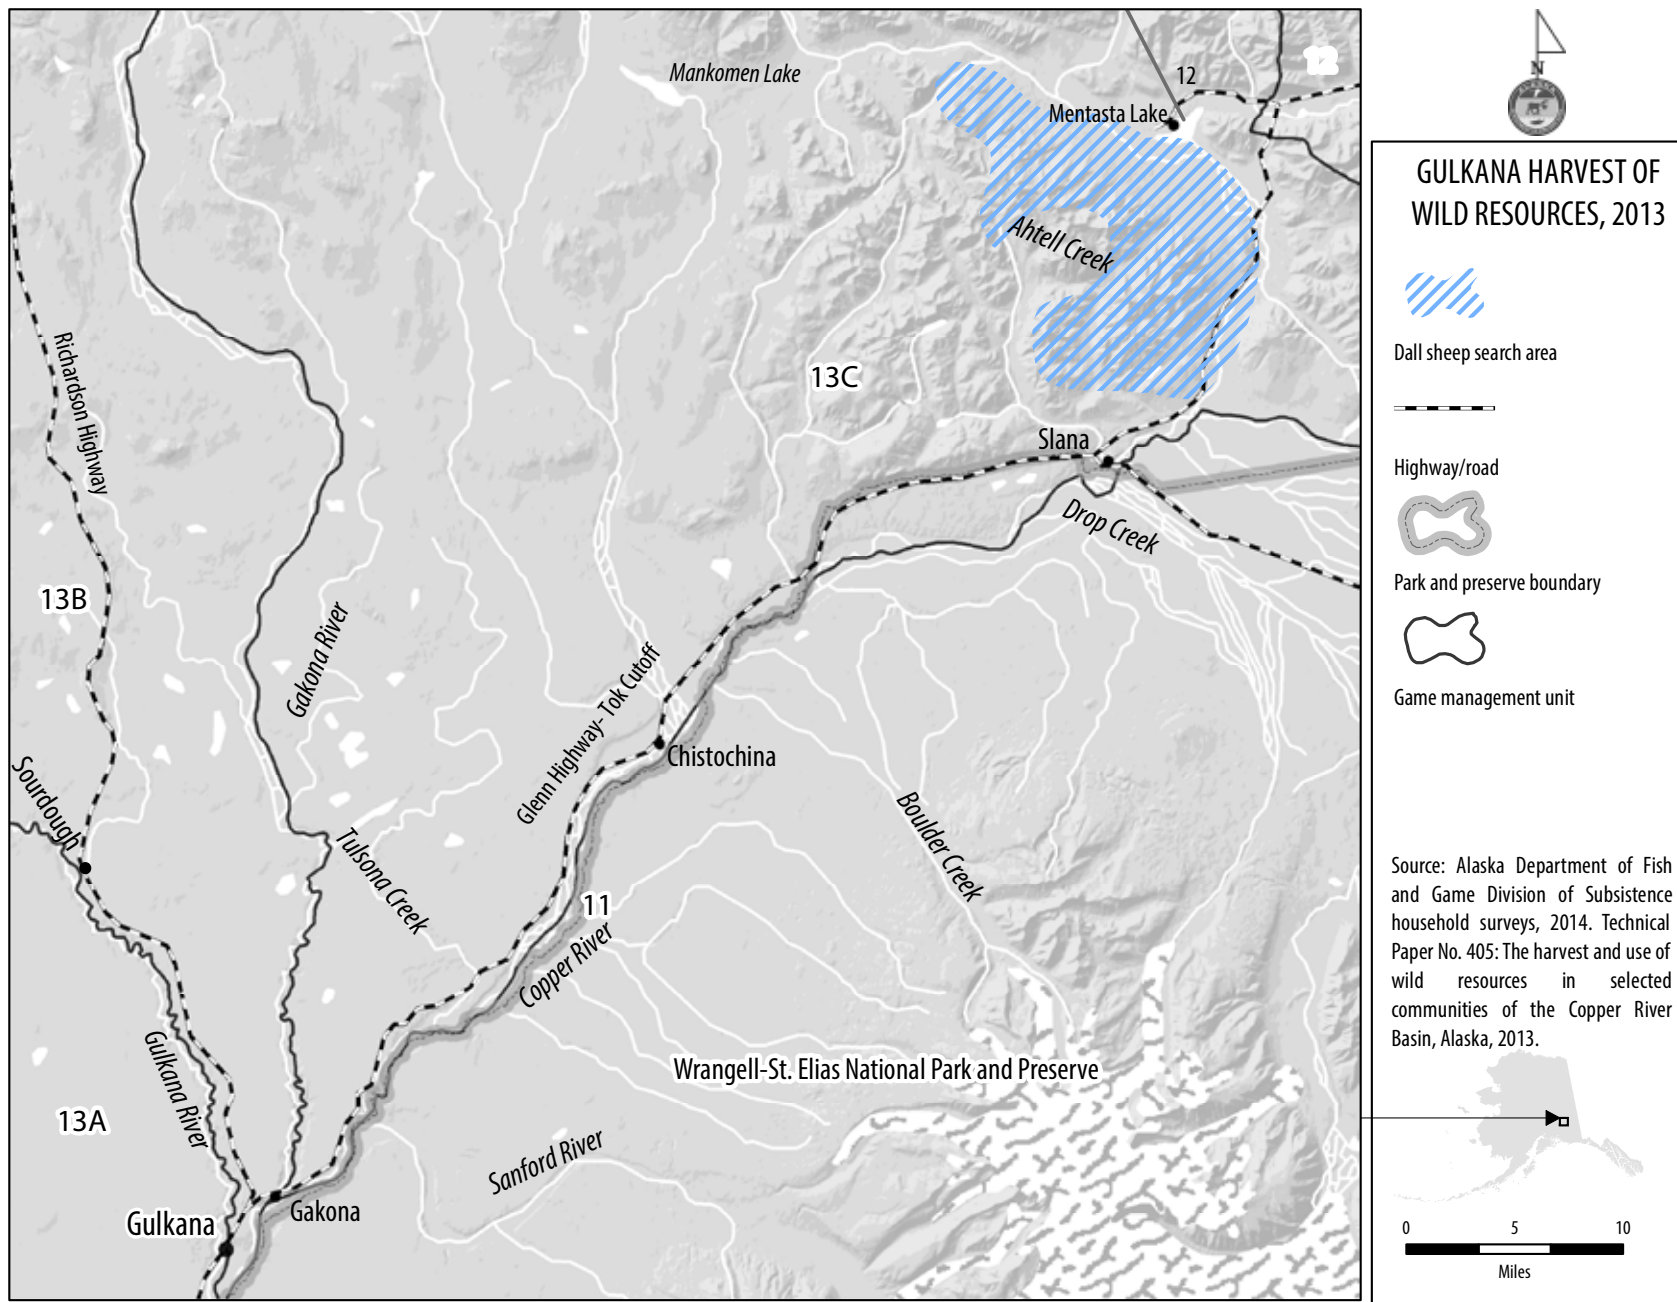 Mankomen Lake
12
12
Mentasta Lake
Ahtell Creek
Richardson Highway
13C
Slana
Drop Creek
13B
Gakona River
Glenn Highway- Tok Cutoff
Chistochina
Sourdough
Tulsona Creek
Boulder Creek
11
Copper River
Gulkana River
Wrangell-St. Elias National Park and Preserve
13A
Sanford River
Gakona
Gulkana
N
GULKANA HARVEST OF
WILD RESOURCES, 2013
Dall sheep search area
Highway/road
Park and preserve boundary
Game management unit
Source: Alaska Department of Fish
and Game Division of Subsistence
household surveys, 2014. Technical
Paper No. 405: The harvest and use of
wild resources in selected
communities of the Copper River
Basin, Alaska, 2013.
0 5 10
Miles